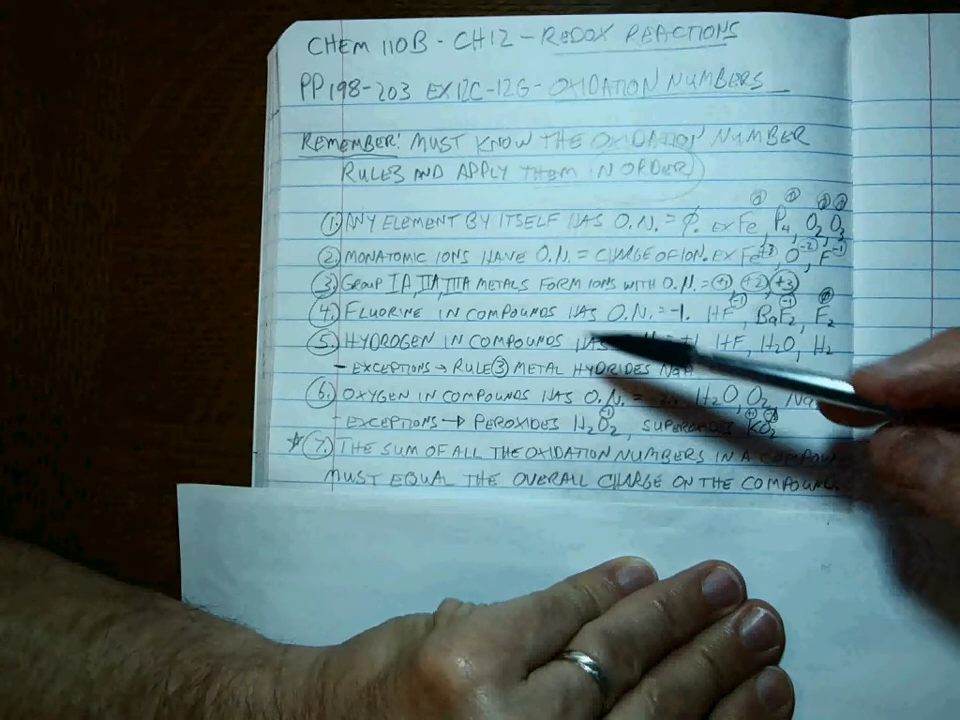 CHEM 110B - CH12 - REDOX REACTIONS
PP198-203 EX12C-12G - OXIDATION NUMBERS
REMEMBER: MUST KNOW THE OXIDATION NUMBER
RULES AND APPLY THEM IN ORDER
① ANY ELEMENT BY ITSELF HAS O.N. = ∅. EX Fe, P₄, O₂, O₃
② MONATOMIC IONS HAVE O.N. = CHARGE OF ION. EX Fe⁺³, O⁻², F⁻¹
③ GROUP IA, IIA, IIIA METALS FORM IONS WITH O.N. = +1, +2, +3
④ FLUORINE IN COMPOUNDS HAS O.N. = -1. HF, BaF₂, F₂
⑤ HYDROGEN IN COMPOUNDS HAS HF, H₂O, H₂
- EXCEPTIONS → RULE ③ METAL HYDRIDES NaH
⑥ OXYGEN IN COMPOUNDS HAS O.N. = -2. H₂O, O₂
- EXCEPTIONS → PEROXIDES H₂O₂, KO₂
⑦ THE SUM OF ALL THE OXIDATION NUMBERS IN A
MUST EQUAL THE OVERALL CHARGE ON THE COMPOUND.